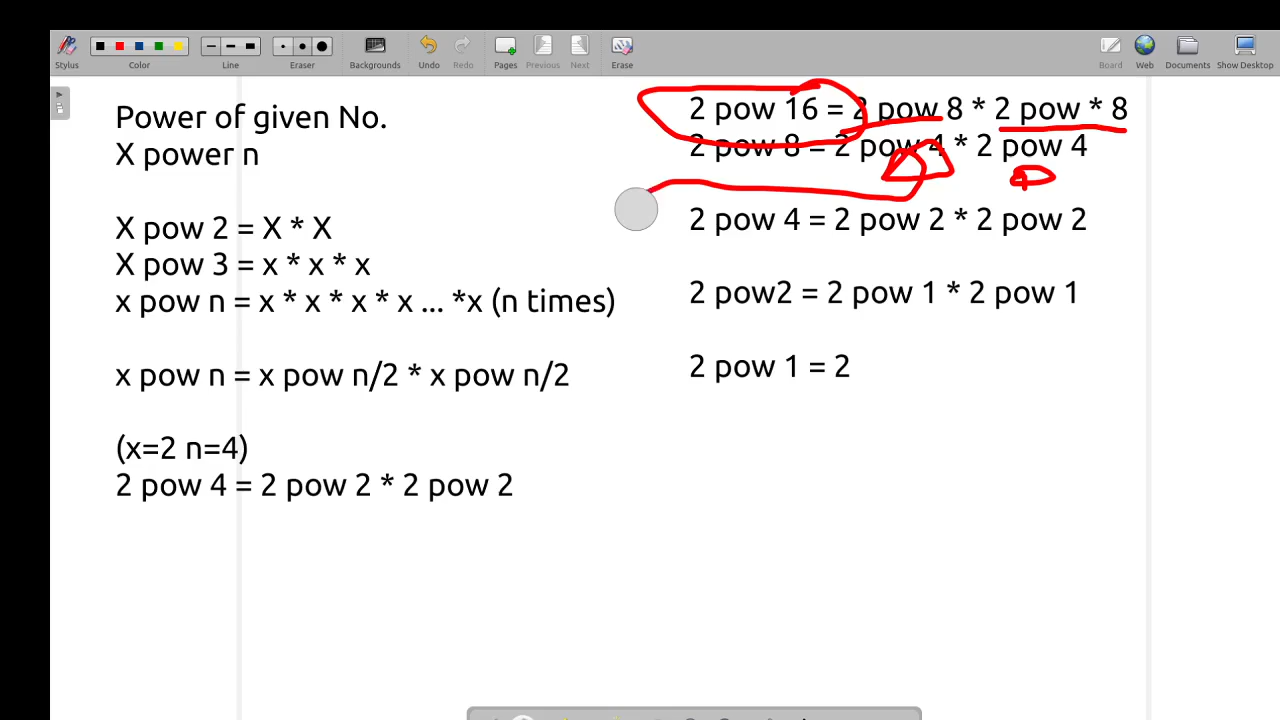 Stylus Color Line Eraser Backgrounds Undo Redo Pages Previous Next Erase Board Web Documents Show Desktop
Power of given No.
X power n
X pow 2 = X * X
X pow 3 = x * x * x
x pow n = x * x * x * x ... *x (n times)
x pow n = x pow n/2 * x pow n/2
(x=2 n=4)
2 pow 4 = 2 pow 2 * 2 pow 2
2 pow 16 = 2 pow 8 * 2 pow * 8
2 pow 8 = 2 pow 4 * 2 pow 4
2 pow 4 = 2 pow 2 * 2 pow 2
2 pow2 = 2 pow 1 * 2 pow 1
2 pow 1 = 2